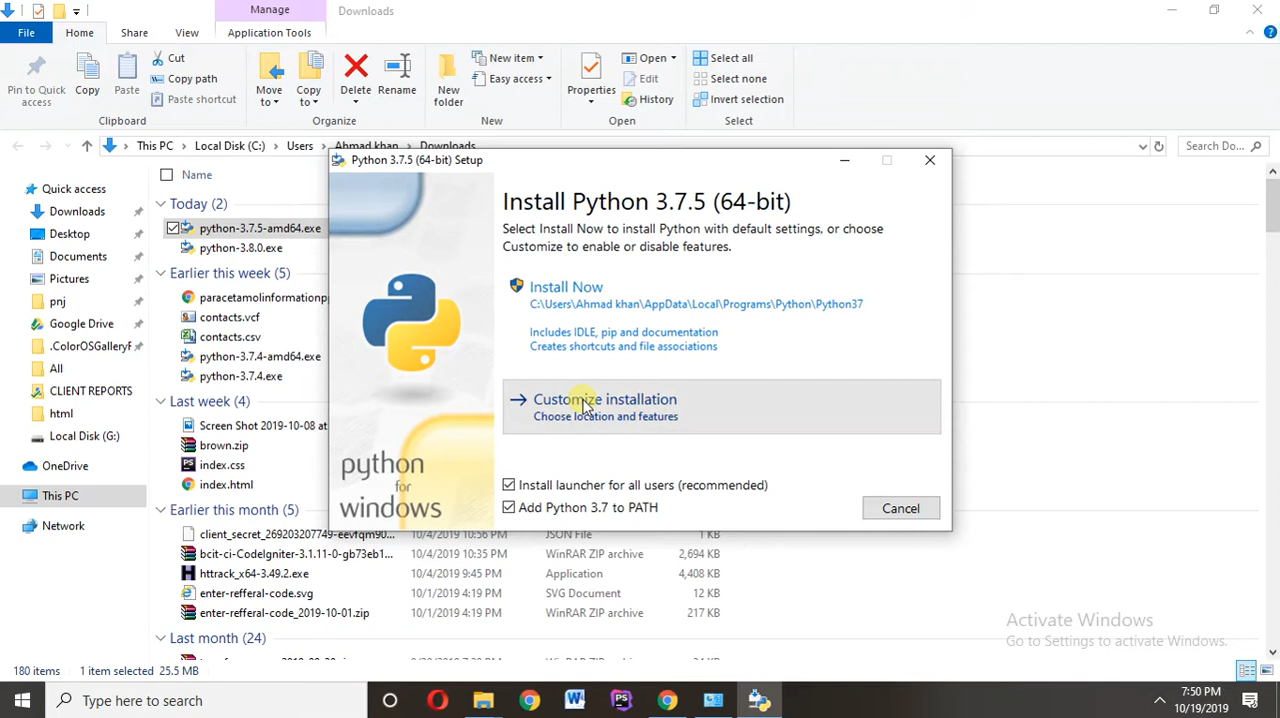 Manage
Downloads
File
Home
Share
View
Application Tools
Pin to Quick access
Copy
Paste
Cut
Copy path
Paste shortcut
Clipboard
Move to
Copy to
Delete
Rename
Organize
New folder
New item
Easy access
New
Properties
Open
Edit
History
Open
Select all
Select none
Invert selection
Select
This PC
Local Disk (C:)
Users
Ahmad khan
Downloads
Search Do...
Quick access
Downloads
Desktop
Documents
Pictures
pnj
Google Drive
.ColorOSGalleryF
All
CLIENT REPORTS
html
Local Disk (G:)
OneDrive
This PC
Network
Name
Today (2)
python-3.7.5-amd64.exe
python-3.8.0.exe
Earlier this week (5)
paracetamolinformationpp
contacts.vcf
contacts.csv
python-3.7.4-amd64.exe
python-3.7.4.exe
Last week (4)
Screen Shot 2019-10-08 at
brown.zip
index.css
index.html
Earlier this month (5)
10/4/2019 10:56 PM JSON File 1 KB
bcit-ci-CodeIgniter-3.1.11-0-gb73eb1... 10/4/2019 10:35 PM WinRAR ZIP archive 2,694 KB
httrack_x64-3.49.2.exe 10/4/2019 9:45 PM Application 4,408 KB
enter-refferal-code.svg 10/1/2019 4:19 PM SVG Document 12 KB
enter-refferal-code_2019-10-01.zip 10/1/2019 4:19 PM WinRAR ZIP archive 217 KB
Last month (24)
Python 3.7.5 (64-bit) Setup
Install Python 3.7.5 (64-bit)
Select Install Now to install Python with default settings, or choose
Customize to enable or disable features.
Install Now
C:\Users\Ahmad khan\AppData\Local\Programs\Python\Python37
Includes IDLE, pip and documentation
Creates shortcuts and file associations
Customize installation
Choose location and features
Install launcher for all users (recommended)
Add Python 3.7 to PATH
Cancel
python
for
windows
Activate Windows
Go to Settings to activate Windows.
180 items
1 item selected 25.5 MB
Type here to search
7:50 PM
10/19/2019